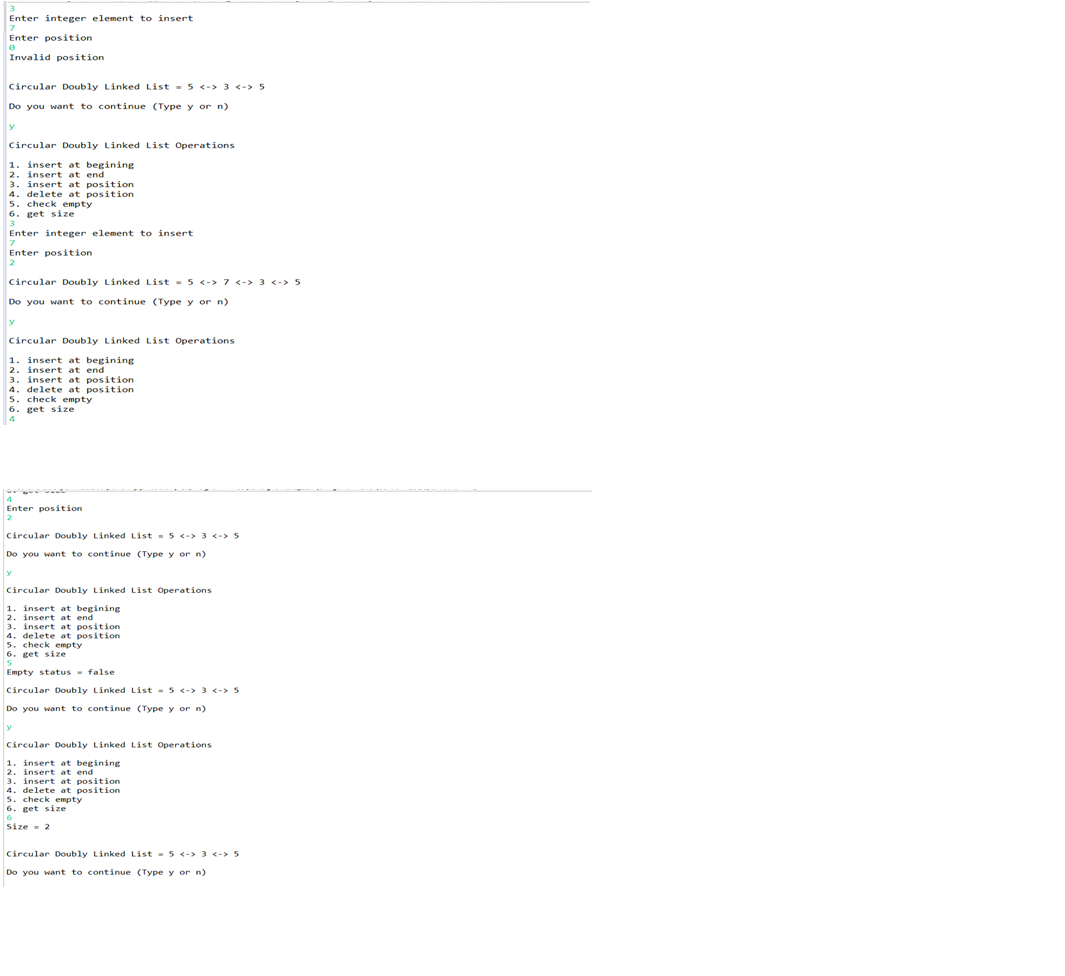 3
Enter integer element to insert
7
Enter position
0
Invalid position
Circular Doubly Linked List = 5 <-> 3 <-> 5
Do you want to continue (Type y or n)
y
Circular Doubly Linked List Operations
1. insert at begining
2. insert at end
3. insert at position
4. delete at position
5. check empty
6. get size
3
Enter integer element to insert
7
Enter position
2
Circular Doubly Linked List = 5 <-> 7 <-> 3 <-> 5
Do you want to continue (Type y or n)
y
Circular Doubly Linked List Operations
1. insert at begining
2. insert at end
3. insert at position
4. delete at position
5. check empty
6. get size
4
4
Enter position
2
Circular Doubly Linked List = 5 <-> 3 <-> 5
Do you want to continue (Type y or n)
y
Circular Doubly Linked List Operations
1. insert at begining
2. insert at end
3. insert at position
4. delete at position
5. check empty
6. get size
5
Empty status = false
Circular Doubly Linked List = 5 <-> 3 <-> 5
Do you want to continue (Type y or n)
y
Circular Doubly Linked List Operations
1. insert at begining
2. insert at end
3. insert at position
4. delete at position
5. check empty
6. get size
6
Size = 2
Circular Doubly Linked List = 5 <-> 3 <-> 5
Do you want to continue (Type y or n)